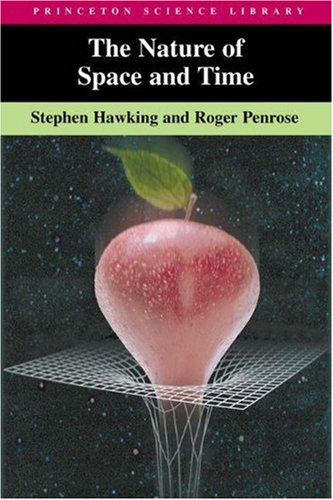 PRINCETON SCIENCE LIBRARY
The Nature of
Space and Time
Stephen Hawking and Roger Penrose